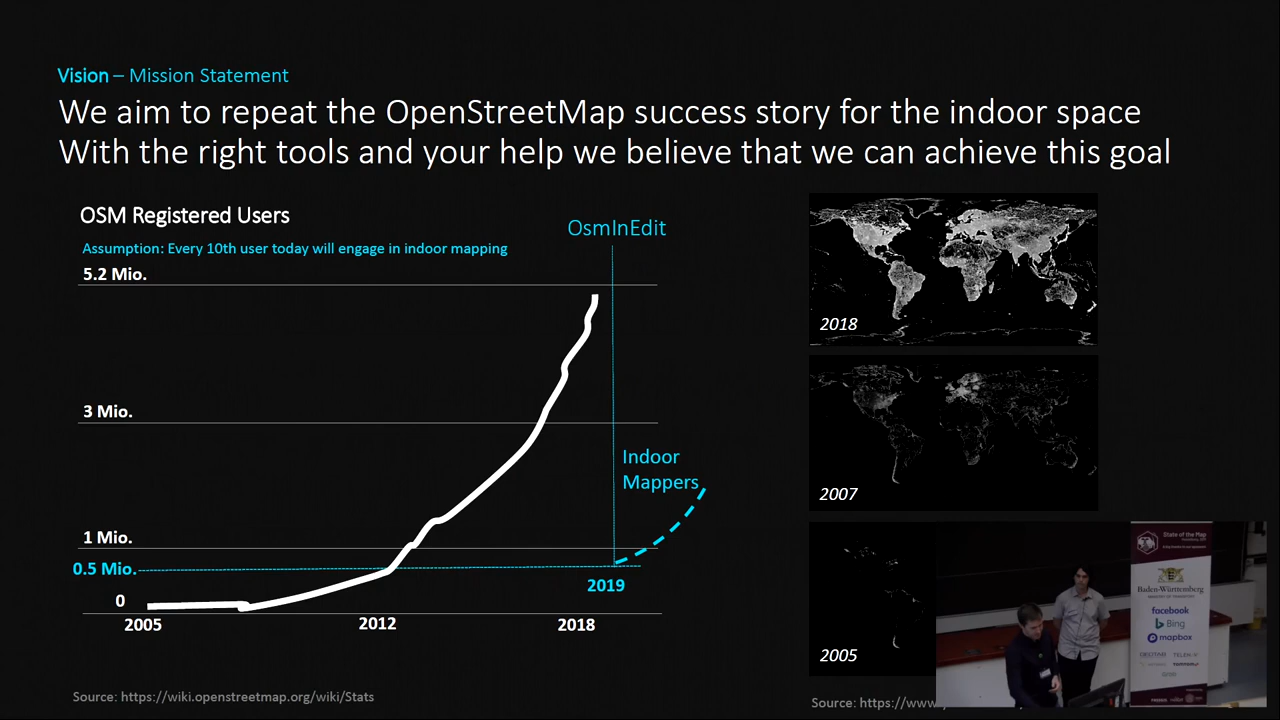 Vision – Mission Statement
We aim to repeat the OpenStreetMap success story for the indoor space
With the right tools and your help we believe that we can achieve this goal
OSM Registered Users
Assumption: Every 10th user today will engage in indoor mapping
OsmInEdit
5.2 Mio.
3 Mio.
Indoor
Mappers
1 Mio.
0.5 Mio.
0
2019
2005
2012
2018
Source: https://wiki.openstreetmap.org/wiki/Stats
2018
2007
2005
Source: https://www
State of the Map
Baden-Württemberg
MINISTRY OF TRANSPORT
facebook
Bing
mapbox
GEOTAB